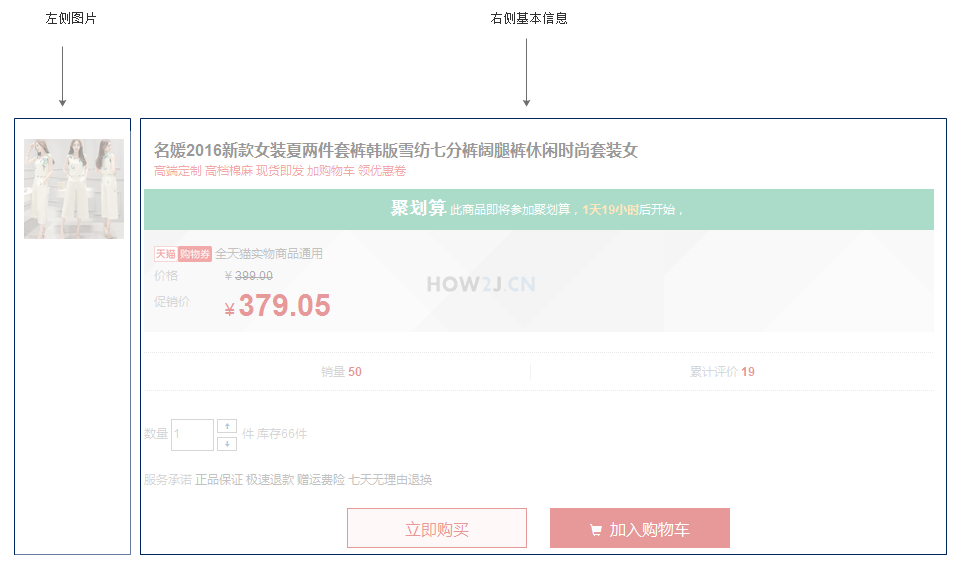 左侧图片
右侧基本信息
名媛2016新款女装夏两件套裤韩版雪纺七分裤阔腿裤休闲时尚套装女
高端定制 高档棉麻 现货即发 加购物车 领优惠卷
聚划算 此商品即将参加聚划算，1天19小时后开始，
天猫 购物券 全天猫实物商品通用
价格 ¥ 399.00
HOW2J.CN
促销价 ¥ 379.05
销量 50 累计评价 19
数量 1 件 库存66件
服务承诺 正品保证 极速退款 赠运费险 七天无理由退换
立即购买 加入购物车